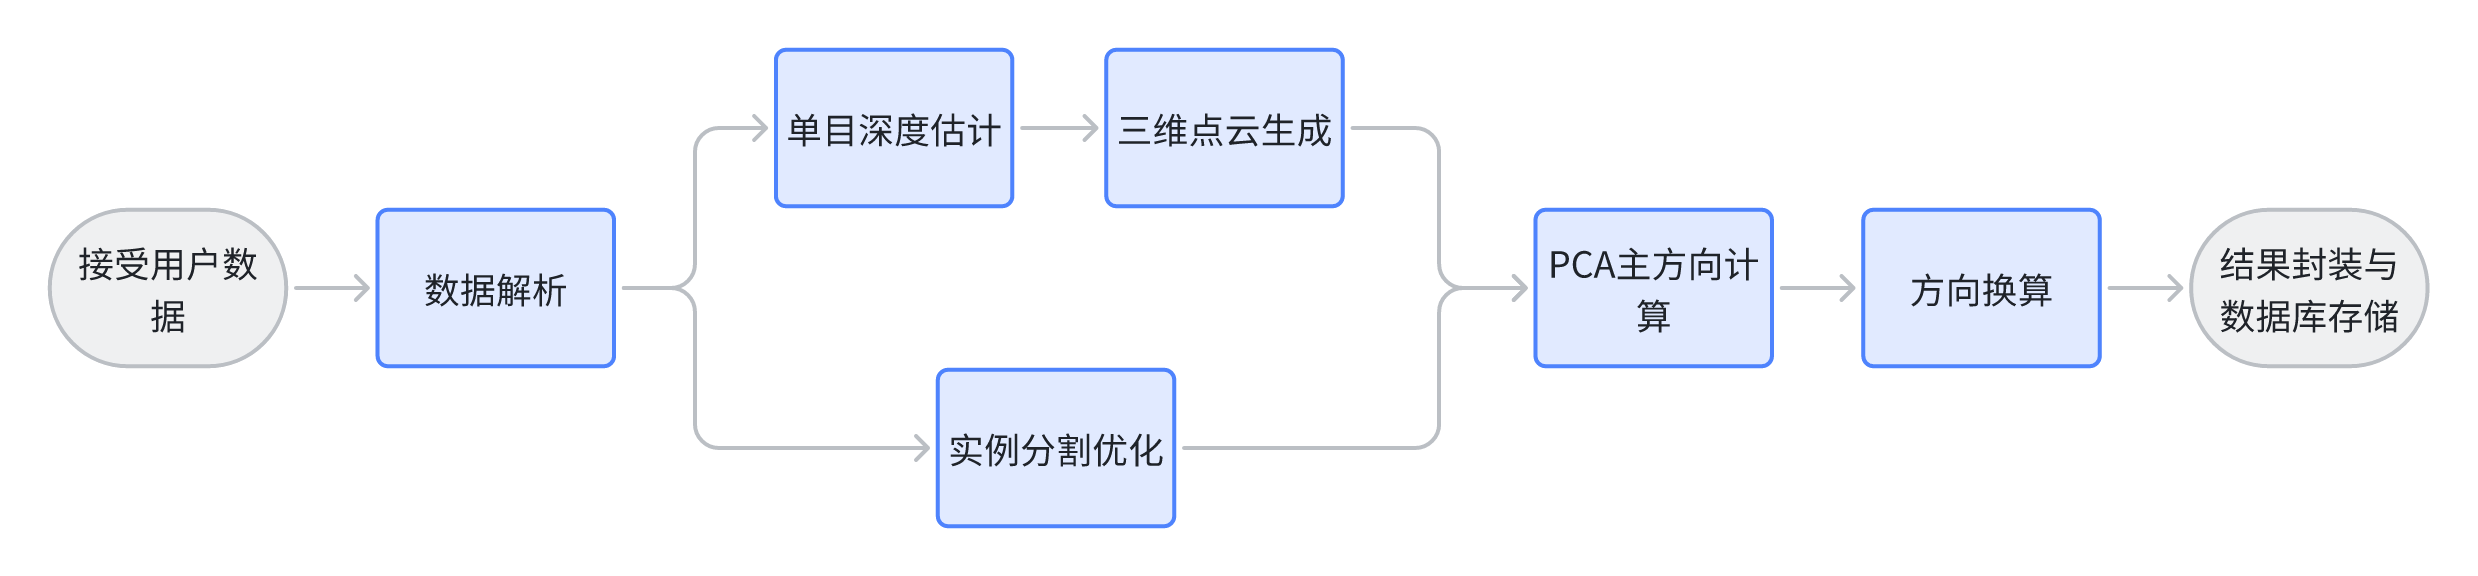 接受用户数
据
数据解析
单目深度估计
三维点云生成
实例分割优化
PCA主方向计
算
方向换算
结果封装与
数据库存储